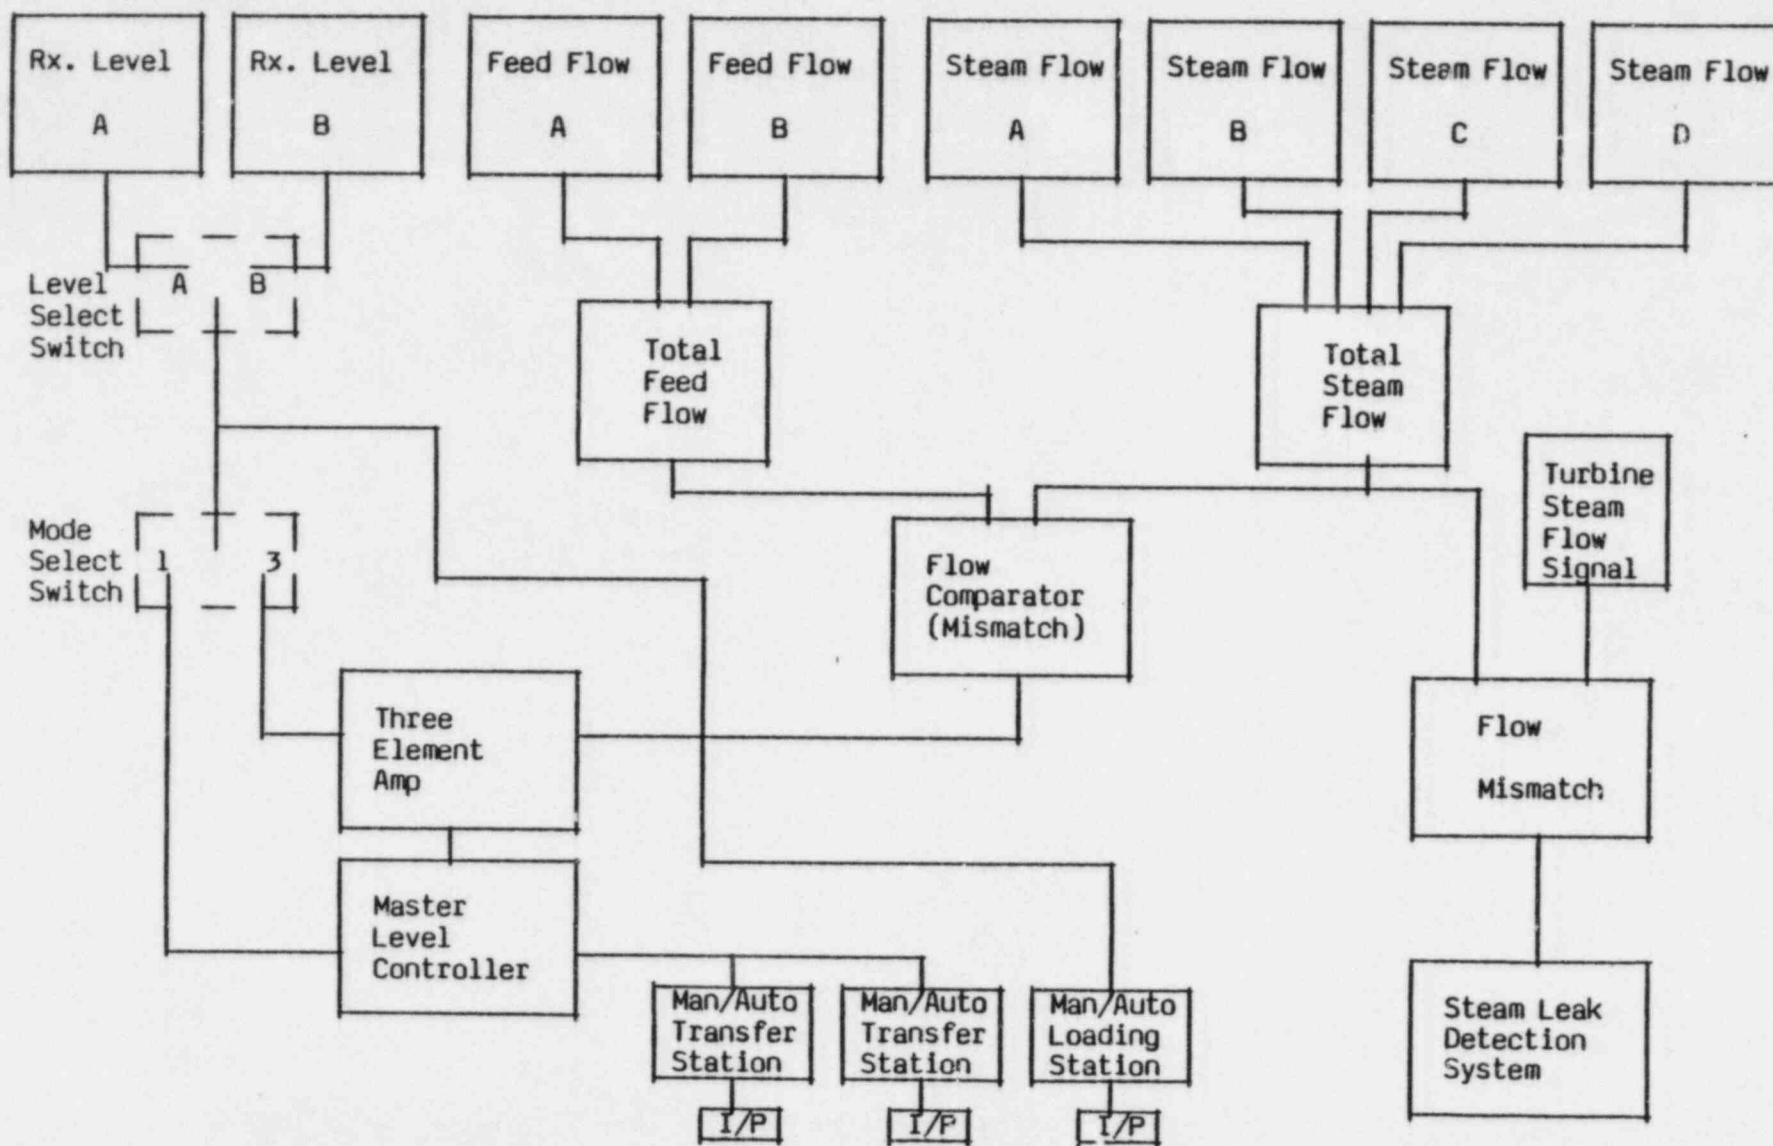 Rx. Level
A
Rx. Level
B
Feed Flow
A
Feed Flow
B
Steam Flow
A
Steam Flow
B
Steam Flow
C
Steam Flow
D
Level
Select
Switch
A
B
Total
Feed
Flow
Total
Steam
Flow
Turbine
Steam
Flow
Signal
Mode
Select
Switch
1
3
Flow
Comparator
(Mismatch)
Three
Element
Amp
Flow
Mismatch
Master
Level
Controller
Man/Auto
Transfer
Station
Man/Auto
Transfer
Station
Man/Auto
Loading
Station
Steam Leak
Detection
System
I/P
I/P
I/P